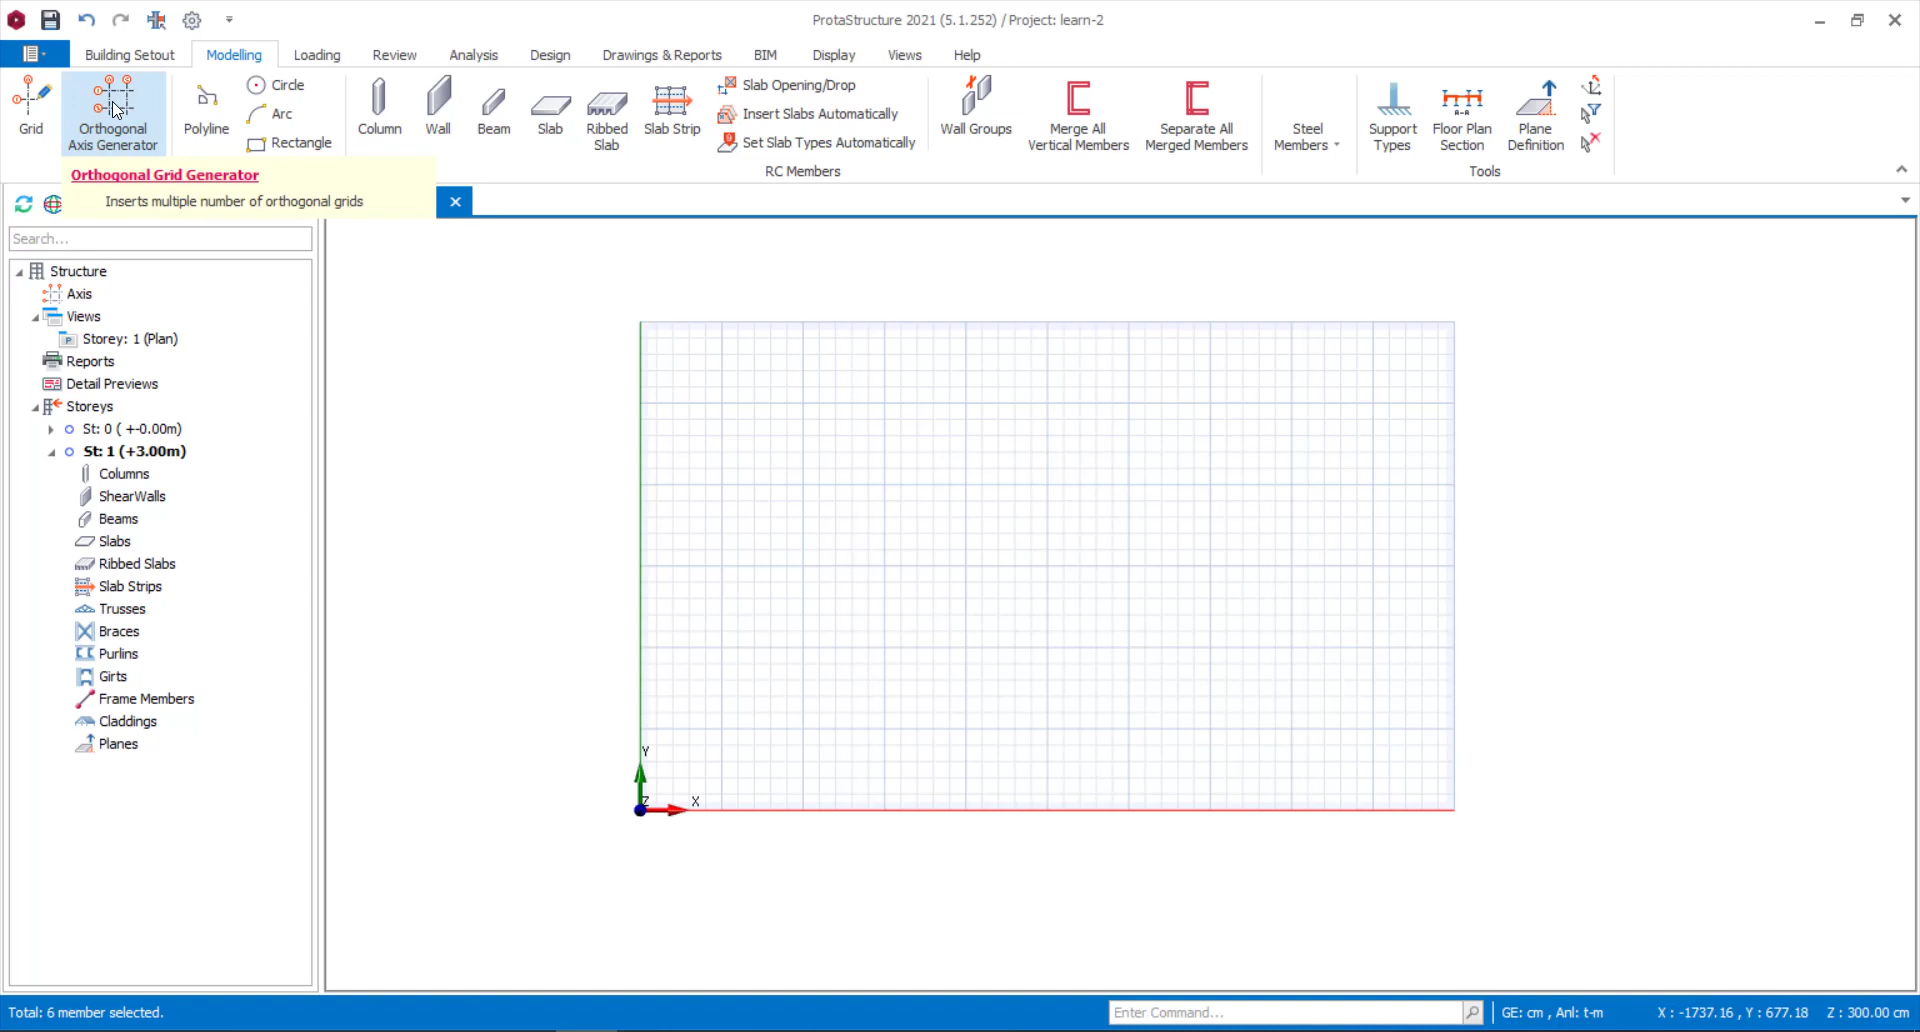 ProtaStructure 2021 (5.1.252) / Project: learn-2
Building Setout Modelling Loading Review Analysis Design Drawings & Reports BIM Display Views Help
Grid
Orthogonal
Axis Generator
Polyline
Circle
Arc
Rectangle
Column
Wall
Beam
Slab
Ribbed
Slab
Slab Strip
Slab Opening/Drop
Insert Slabs Automatically
Set Slab Types Automatically
Wall Groups
Merge All
Vertical Members
Separate All
Merged Members
Steel
Members
Support
Types
Floor Plan
Section
Plane
Definition
RC Members
Tools
Orthogonal Grid Generator
Inserts multiple number of orthogonal grids
Search...
Structure
Axis
Views
Storey: 1 (Plan)
Reports
Detail Previews
Storeys
St: 0 ( +-0.00m)
St: 1 (+3.00m)
Columns
ShearWalls
Beams
Slabs
Ribbed Slabs
Slab Strips
Trusses
Braces
Purlins
Girts
Frame Members
Claddings
Planes
Y
Z
X
Total: 6 member selected.
Enter Command...
GE: cm , Anl: t-m
X : -1737.16 , Y : 677.18
Z : 300.00 cm